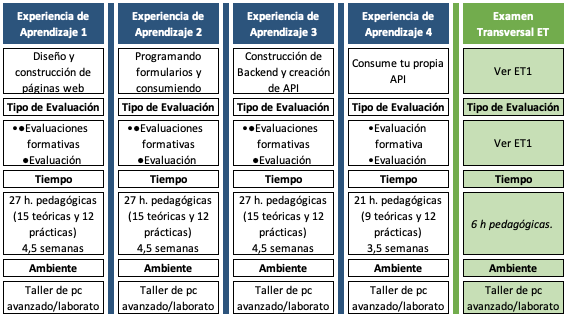 Experiencia de
Aprendizaje 1
Diseño y
construcción de
páginas web
Tipo de Evaluación
●●Evaluaciones
formativas
●Evaluación
Tiempo
27 h. pedagógicas
(15 teóricas y 12
prácticas)
4,5 semanas
Ambiente
Taller de pc
avanzado/laborato
Experiencia de
Aprendizaje 2
Programando
formularios y
consumiendo
Tipo de Evaluación
●●Evaluaciones
formativas
●Evaluación
Tiempo
27 h. pedagógicas
(15 teóricas y 12
prácticas)
4,5 semanas
Ambiente
Taller de pc
avanzado/laborato
Experiencia de
Aprendizaje 3
Construcción de
Backend y creación
de API
Tipo de Evaluación
●●Evaluaciones
formativas
●Evaluación
Tiempo
27 h. pedagógicas
(15 teóricas y 12
prácticas)
4,5 semanas
Ambiente
Taller de pc
avanzado/laborato
Experiencia de
Aprendizaje 4
Consume tu propia
API
Tipo de Evaluación
•Evaluación
formativa
•Evaluación
Tiempo
21 h. pedagógicas
(9 teóricas y 12
prácticas)
3,5 semanas
Ambiente
Taller de pc
avanzado/laborato
Examen
Transversal ET
Ver ET1
Tipo de Evaluación
Ver ET1
Tiempo
6 h pedagógicas.
Ambiente
Taller de pc
avanzado/laborato